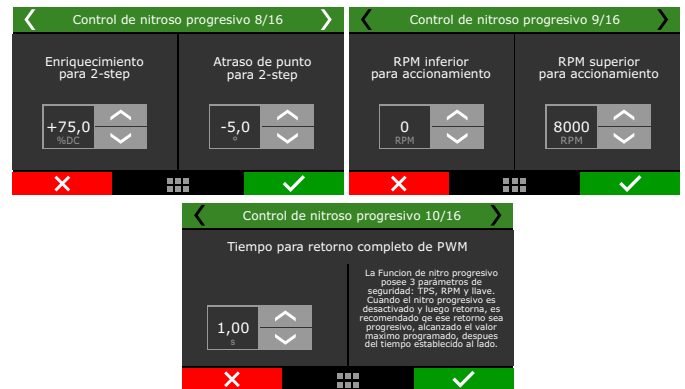 Control de nitroso progresivo 8/16
Enriquecimiento
para 2-step
Atraso de punto
para 2-step
+75,0
%DC
-5,0
°
Control de nitroso progresivo 9/16
RPM inferior
para accionamiento
RPM superior
para accionamiento
0
RPM
8000
RPM
Control de nitroso progresivo 10/16
Tiempo para retorno completo de PWM
1,00
s
La Funcion de nitro progresivo
posee 3 parámetros de
seguridad: TPS, RPM y llave.
Cuando el nitro progresivo es
desactivado y luego retorna, es
recomendado qe ese retorno sea
progresivo, alcanzado el valor
maximo programado, despues
del tiempo establecido al lado.